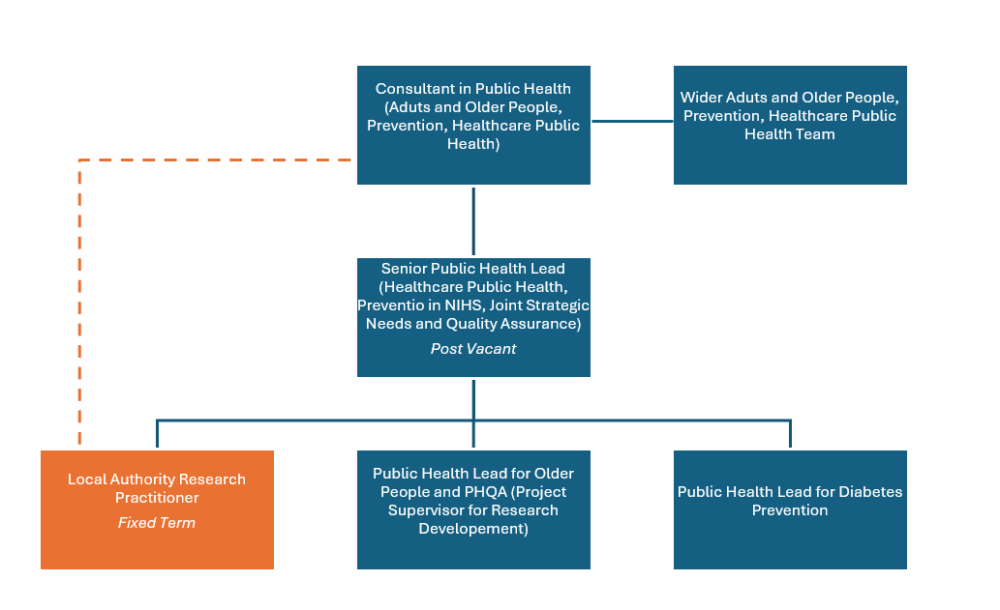 Consultant in Public Health
(Aduts and Older People,
Prevention, Healthcare Public
Health)
Wider Aduts and Older People,
Prevention, Healthcare Public
Health Team
Senior Public Health Lead
(Healthcare Public Health,
Preventio in NIHS, Joint Strategic
Needs and Quality Assurance)
Post Vacant
Local Authority Research
Practitioner
Fixed Term
Public Health Lead for Older
People and PHQA (Project
Supervisor for Research
Developement)
Public Health Lead for Diabetes
Prevention